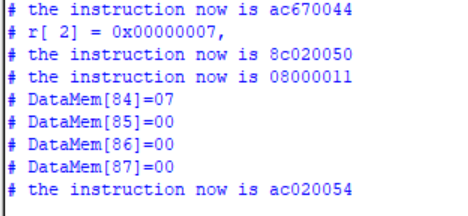 # the instruction now is ac670044
# r[ 2] = 0x00000007,
# the instruction now is 8c020050
# the instruction now is 08000011
# DataMem[84]=07
# DataMem[85]=00
# DataMem[86]=00
# DataMem[87]=00
# the instruction now is ac020054